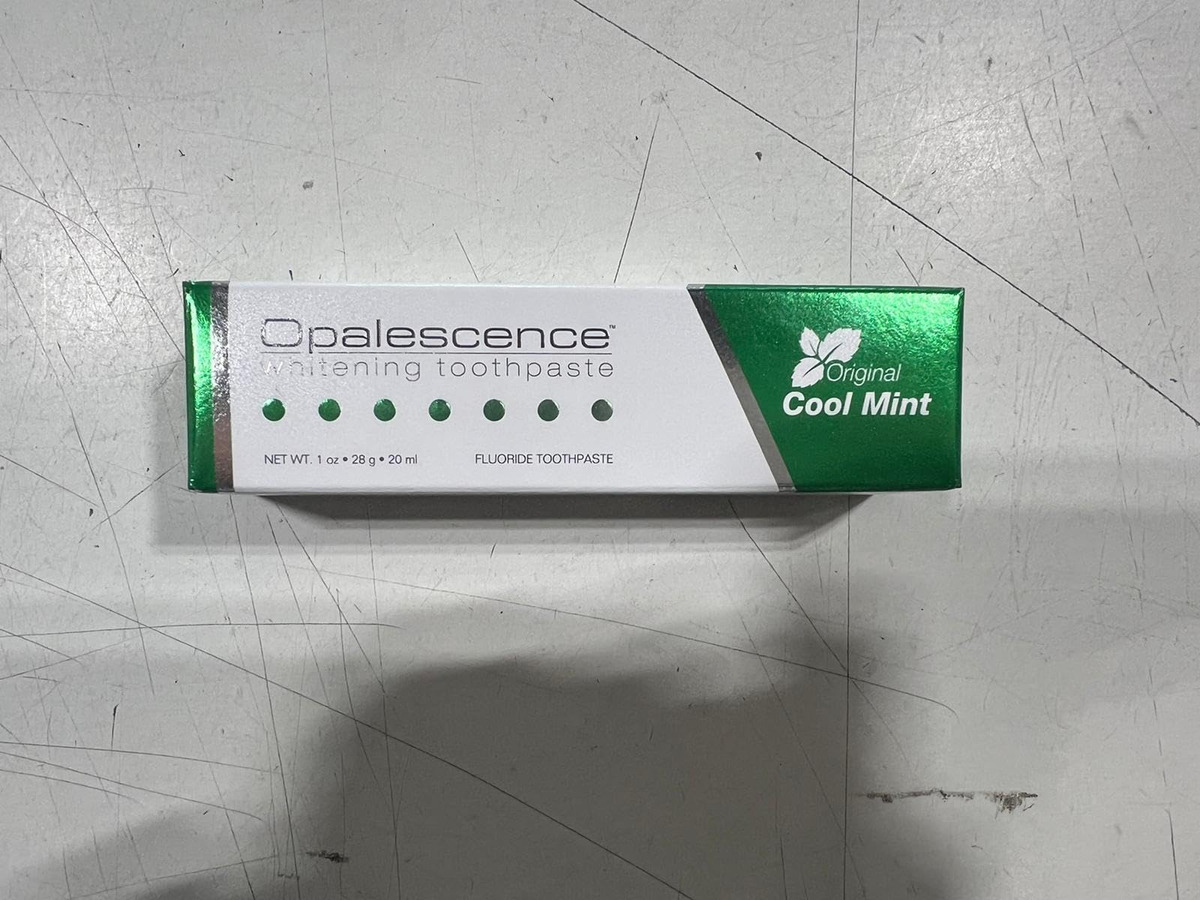 Opalescence™
whitening toothpaste
NET WT. 1 oz • 28 g • 20 ml
FLUORIDE TOOTHPASTE
Original
Cool Mint